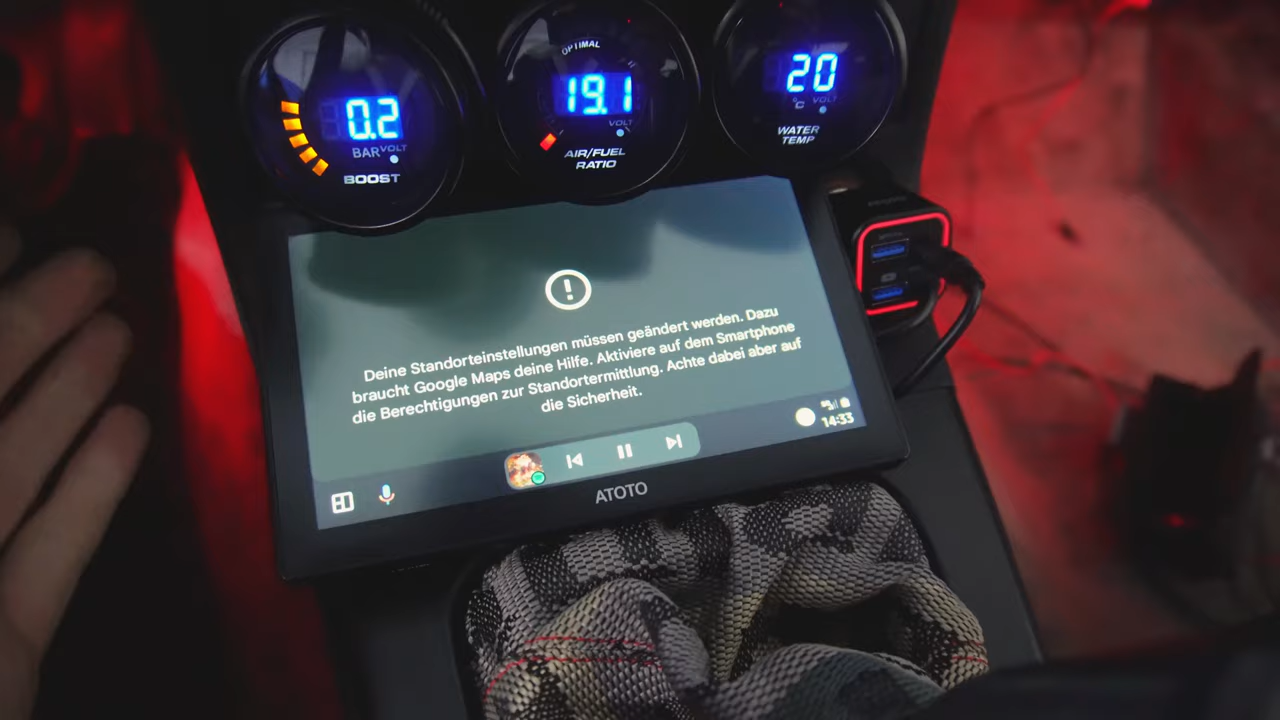 0.2
BAR VOLT
BOOST
OPTIMAL
19.1
VOLT
AIR/FUEL
RATIO
20
°C VOLT
WATER
TEMP
Deine Standorteinstellungen müssen geändert werden. Dazu
braucht Google Maps deine Hilfe. Aktiviere auf dem Smartphone
die Berechtigungen zur Standortermittlung. Achte dabei aber auf
die Sicherheit.
14:33
ATOTO